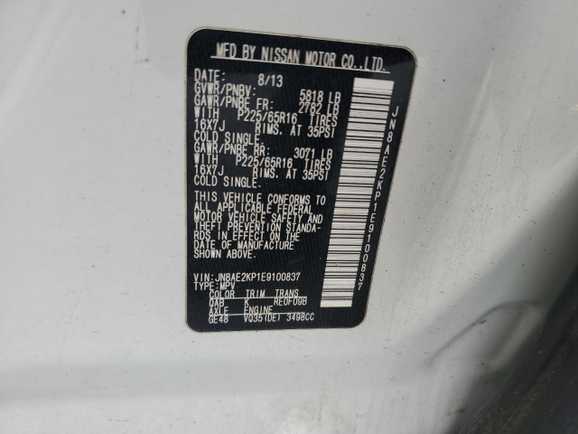 MFD BY NISSAN MOTOR CO.,LTD.
DATE: 8/13
GVWR/PNBV: 5818 LB
GAWR/PNBE FR: 2782 LB
WITH P225/65R16 TIRES
16X7J RIMS. AT 35PSI
COLD SINGLE.
GAWR/PNBE RR: 3071 LB
WITH P225/65R16 TIRES
16X7J RIMS. AT 35PSI
COLD SINGLE.
THIS VEHICLE CONFORMS TO
ALL APPLICABLE FEDERAL
MOTOR VEHICLE SAFETY AND
THEFT PREVENTION STANDA-
RDS IN EFFECT ON THE
DATE OF MANUFACTURE
SHOWN ABOVE.
VIN: JN8AE2KP1E9100837
TYPE: MPV
COLOR TRIM TRANS
QAB K RE0F09B
AXLE ENGINE
GE48 VQ35(DE) 3498CC
JN8AE2KP1E9100837